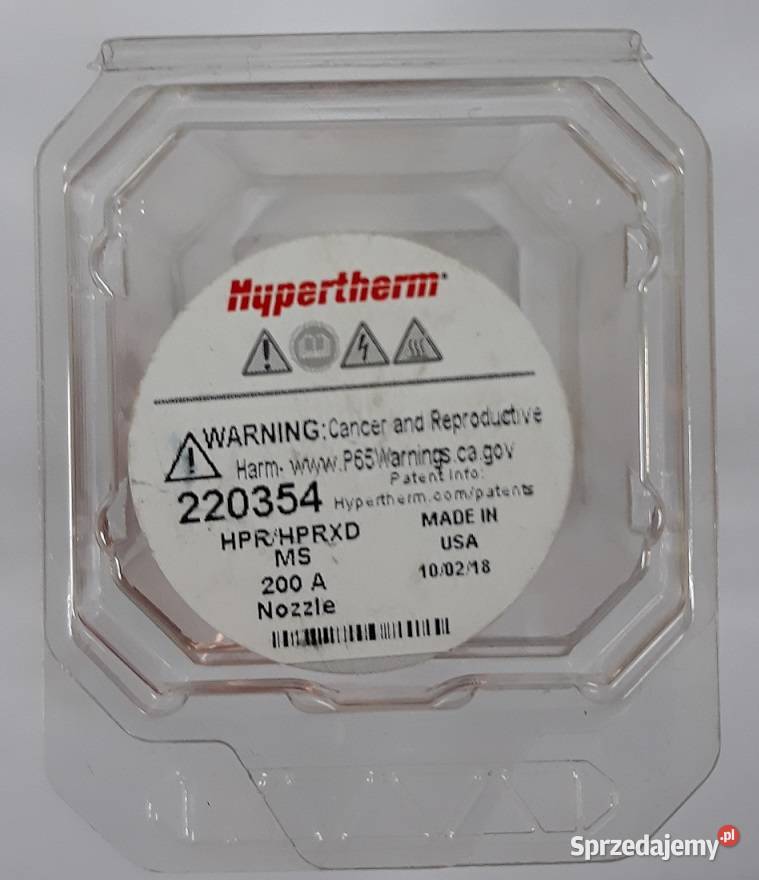 Hypertherm
WARNING: Cancer and Reproductive
Harm- www.P65Warnings.ca.gov
Patent Info:
220354 Hypertherm.com/patents
HPR/HPRXD
MS
200 A
Nozzle
MADE IN
USA
10/02/18
Sprzedajemy.pl